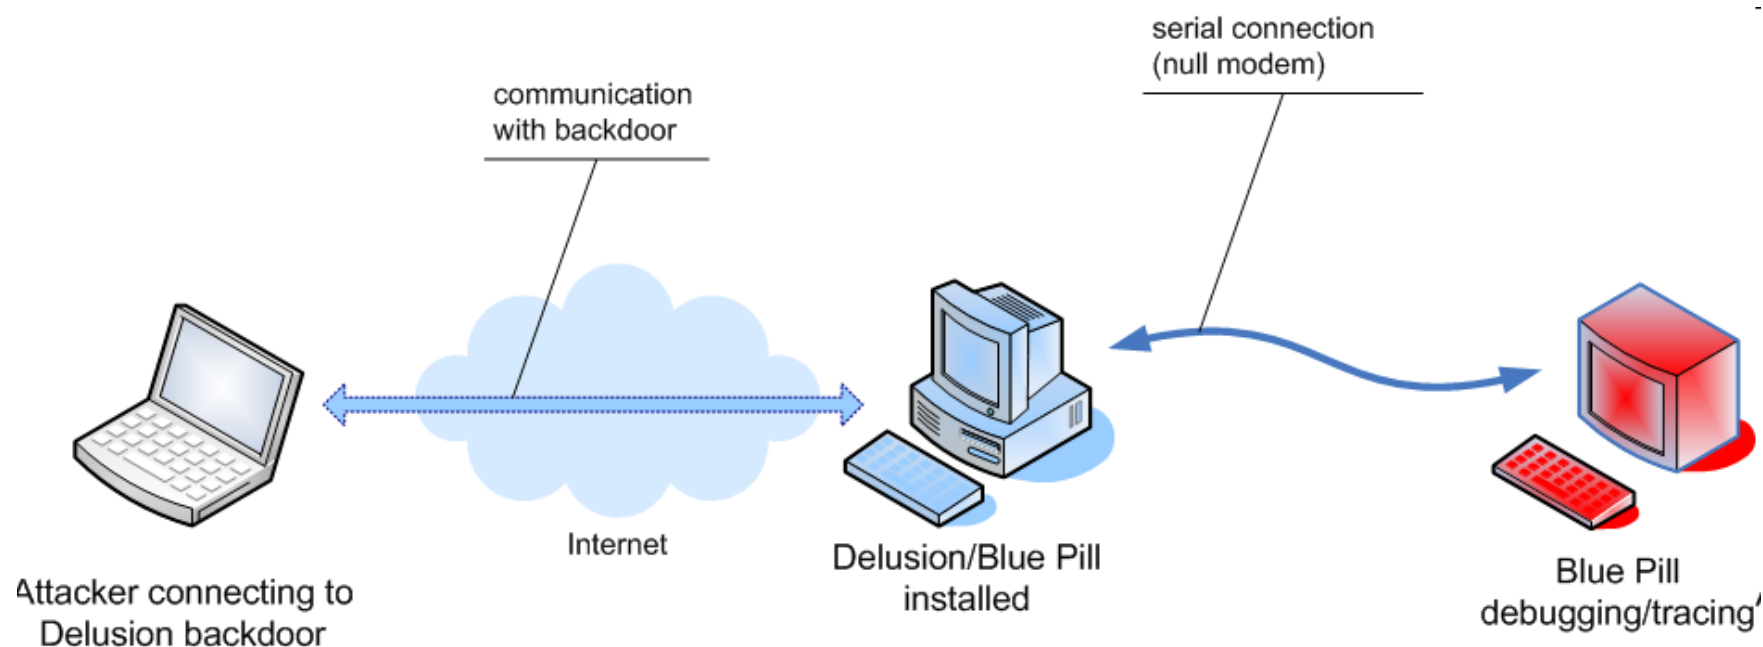 serial connection
(null modem)
communication
with backdoor
Internet
Attacker connecting to
Delusion backdoor
Delusion/Blue Pill
installed
Blue Pill
debugging/tracing